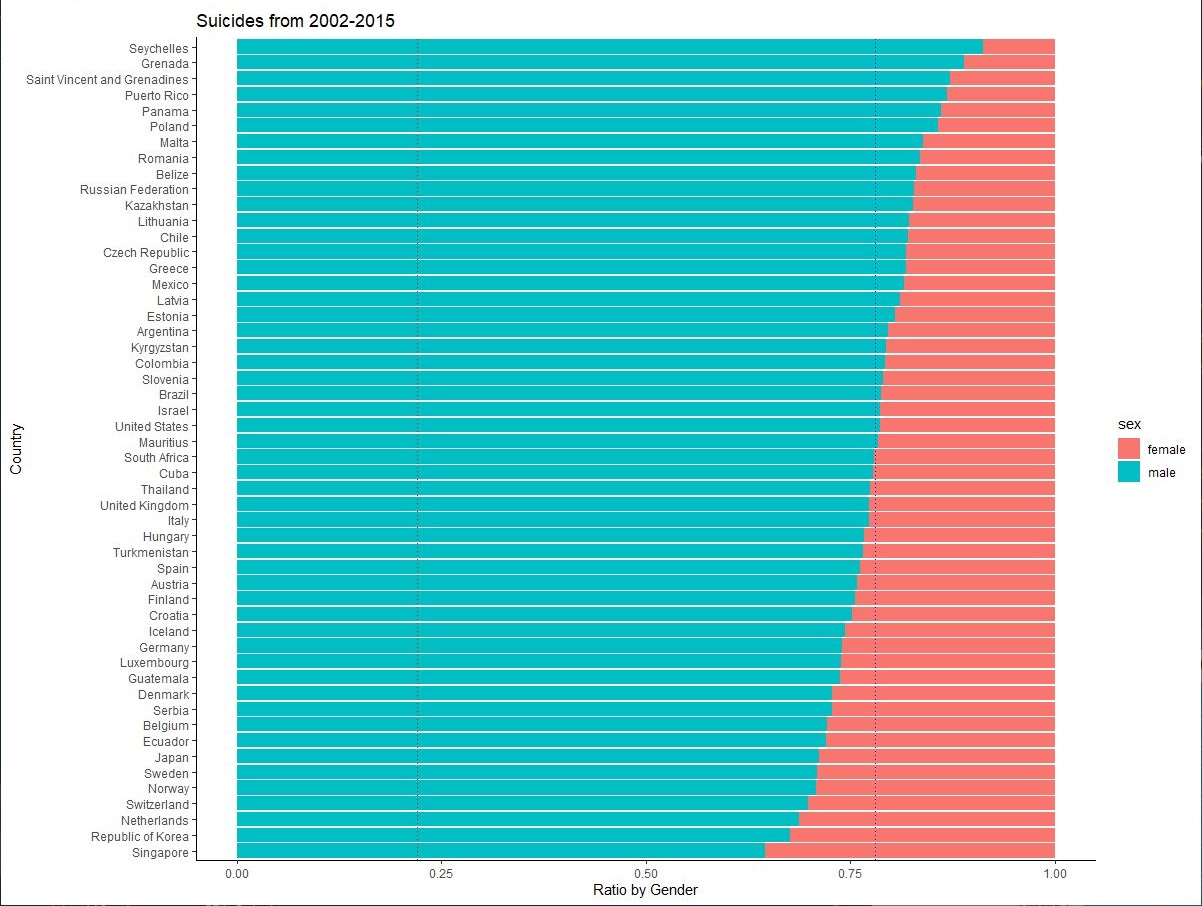 Suicides from 2002-2015
Seychelles
Grenada
Saint Vincent and Grenadines
Puerto Rico
Panama
Poland
Malta
Romania
Belize
Russian Federation
Kazakhstan
Lithuania
Chile
Czech Republic
Greece
Mexico
Latvia
Estonia
Argentina
Kyrgyzstan
Colombia
Slovenia
Brazil
Israel
United States
Mauritius
South Africa
Cuba
Thailand
United Kingdom
Italy
Hungary
Turkmenistan
Spain
Austria
Finland
Croatia
Iceland
Germany
Luxembourg
Guatemala
Denmark
Serbia
Belgium
Ecuador
Japan
Sweden
Norway
Switzerland
Netherlands
Republic of Korea
Singapore
Country
0.00 0.25 0.50 0.75 1.00
Ratio by Gender
sex
female
male